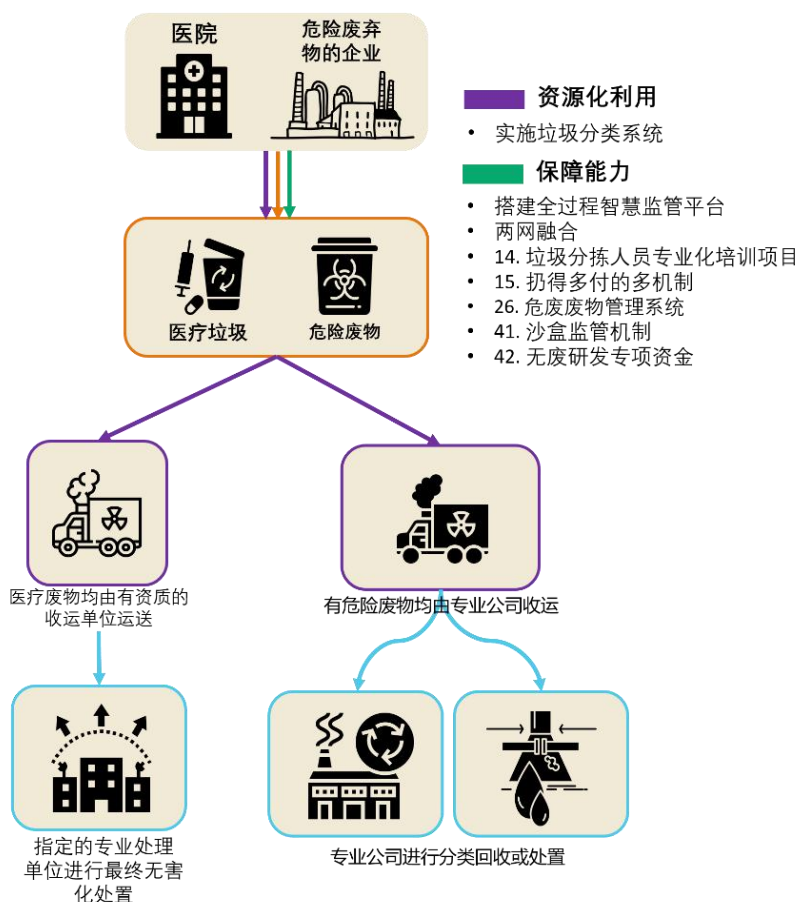 医院
危险废弃
物的企业
资源化利用
• 实施垃圾分类系统
保障能力
• 搭建全过程智慧监管平台
• 两网融合
• 14. 垃圾分拣人员专业化培训项目
• 15. 扔得多付的多机制
• 26. 危废废物管理系统
• 41. 沙盒监管机制
• 42. 无废研发专项资金
医疗垃圾
危险废物
医疗废物均由有资质的
收运单位运送
有危险废物均由专业公司收运
指定的专业处理
单位进行最终无害
化处置
专业公司进行分类回收或处置